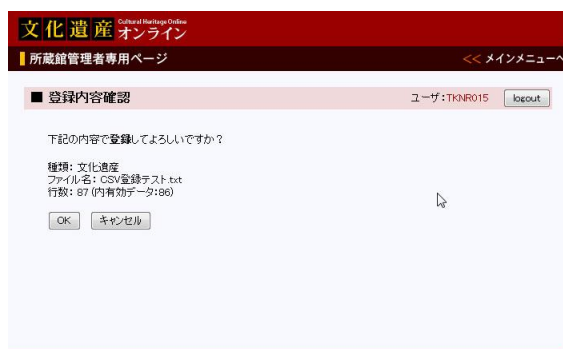 文化遺産 Cultural Heritage Online オンライン
所蔵館管理者専用ページ << メインメニューへ
■ 登録内容確認 ユーザ:TKNR015 logout
下記の内容で登録してよろしいですか？
種類: 文化遺産
ファイル名: CSV登録テスト.txt
行数: 87 (内有効データ:86)
OK キャンセル